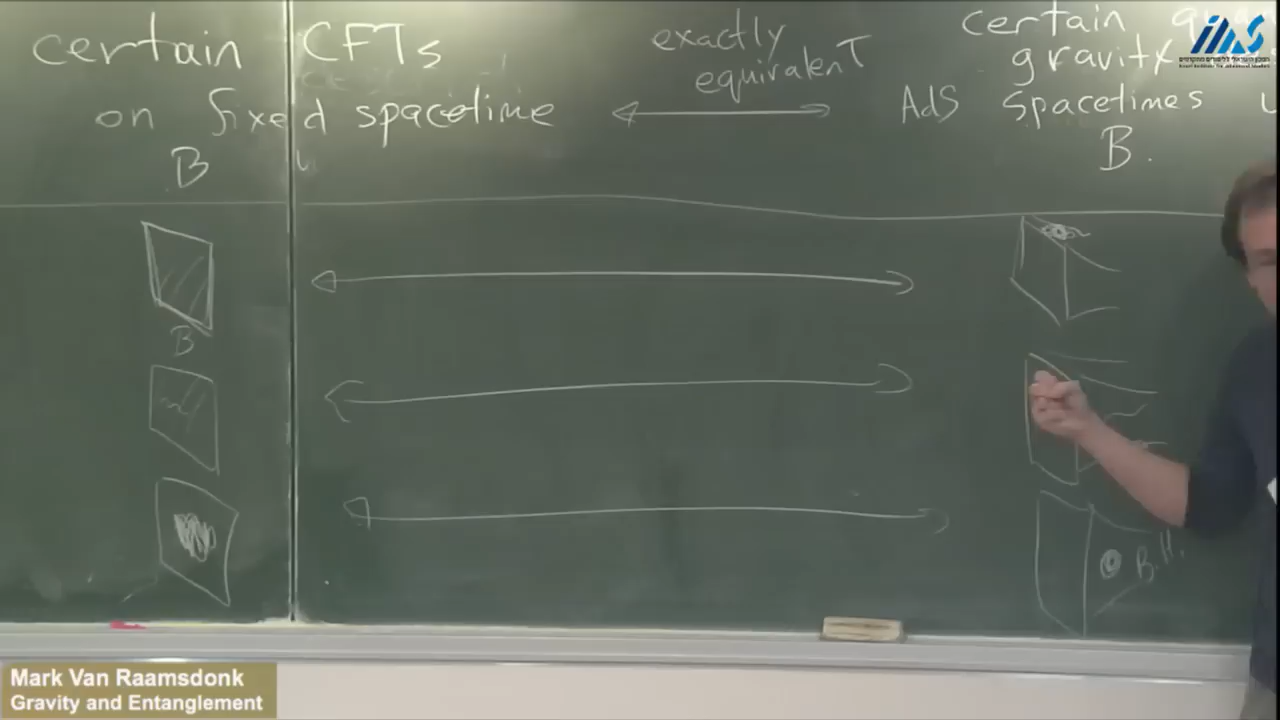 certain CFTs
on fixed spacetime
B
exactly
equivalent
certain
gravity
AdS spacetimes
B.
B
B.H.
Mark Van Raamsdonk
Gravity and Entanglement